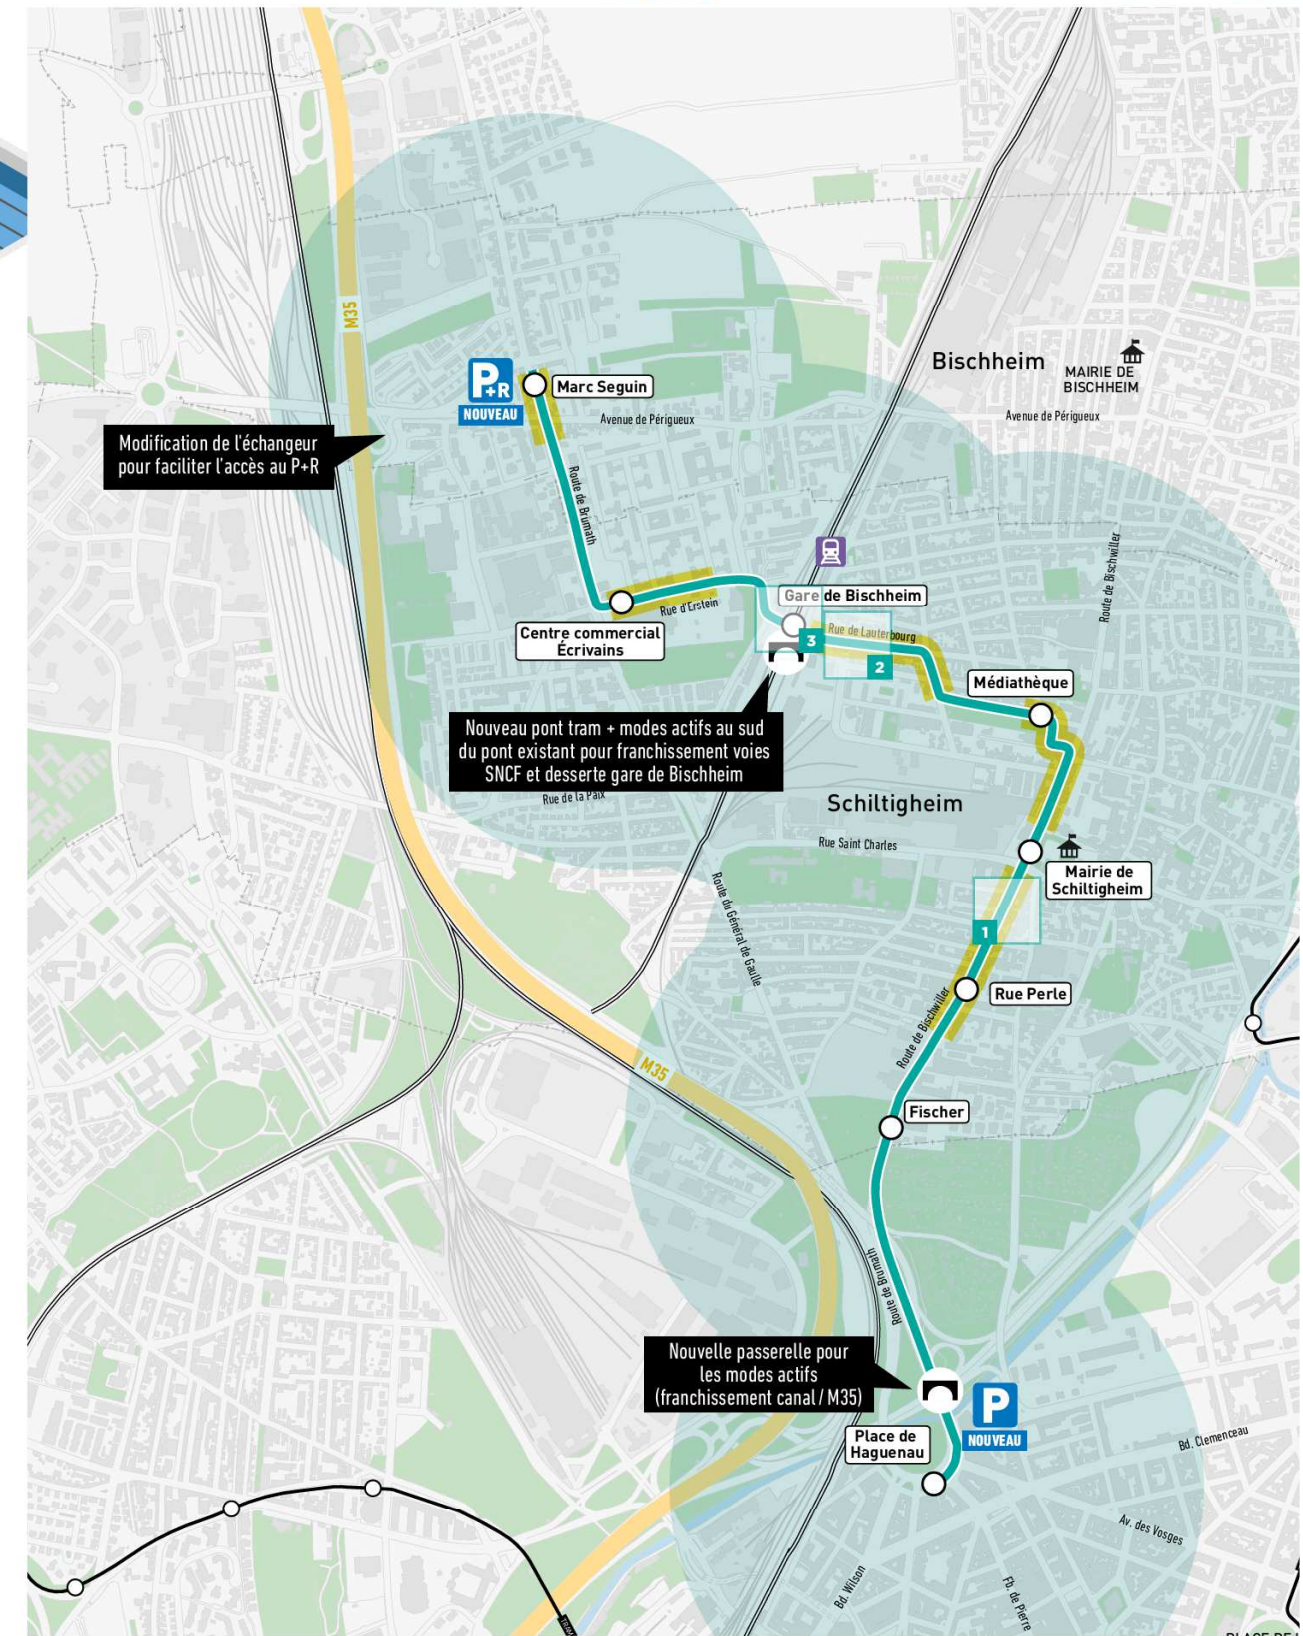 M35
Bischheim
MAIRIE DE
BISCHHEIM
P+R
NOUVEAU
Marc Seguin
Avenue de Périgueux
Avenue de Périgueux
Modification de l'échangeur
pour faciliter l'accès au P+R
Route de Brumath
Route de Bischwiller
Gare de Bischheim
Rue d'Erstein
Centre commercial
Écrivains
3
Rue de Lauterbourg
2
Médiathèque
Nouveau pont tram + modes actifs au sud
du pont existant pour franchissement voies
SNCF et desserte gare de Bischheim
Rue de la Paix
Schiltigheim
Rue Saint Charles
Mairie de
Schiltigheim
Route du Général de Gaulle
1
Rue Perle
Route de Bischwiller
M35
Fischer
Route de Brumath
Nouvelle passerelle pour
les modes actifs
(franchissement canal / M35)
P
NOUVEAU
Place de
Haguenau
Bd. Clemenceau
Av. des Vosges
Bd. Wilson
Fb. de Pierre